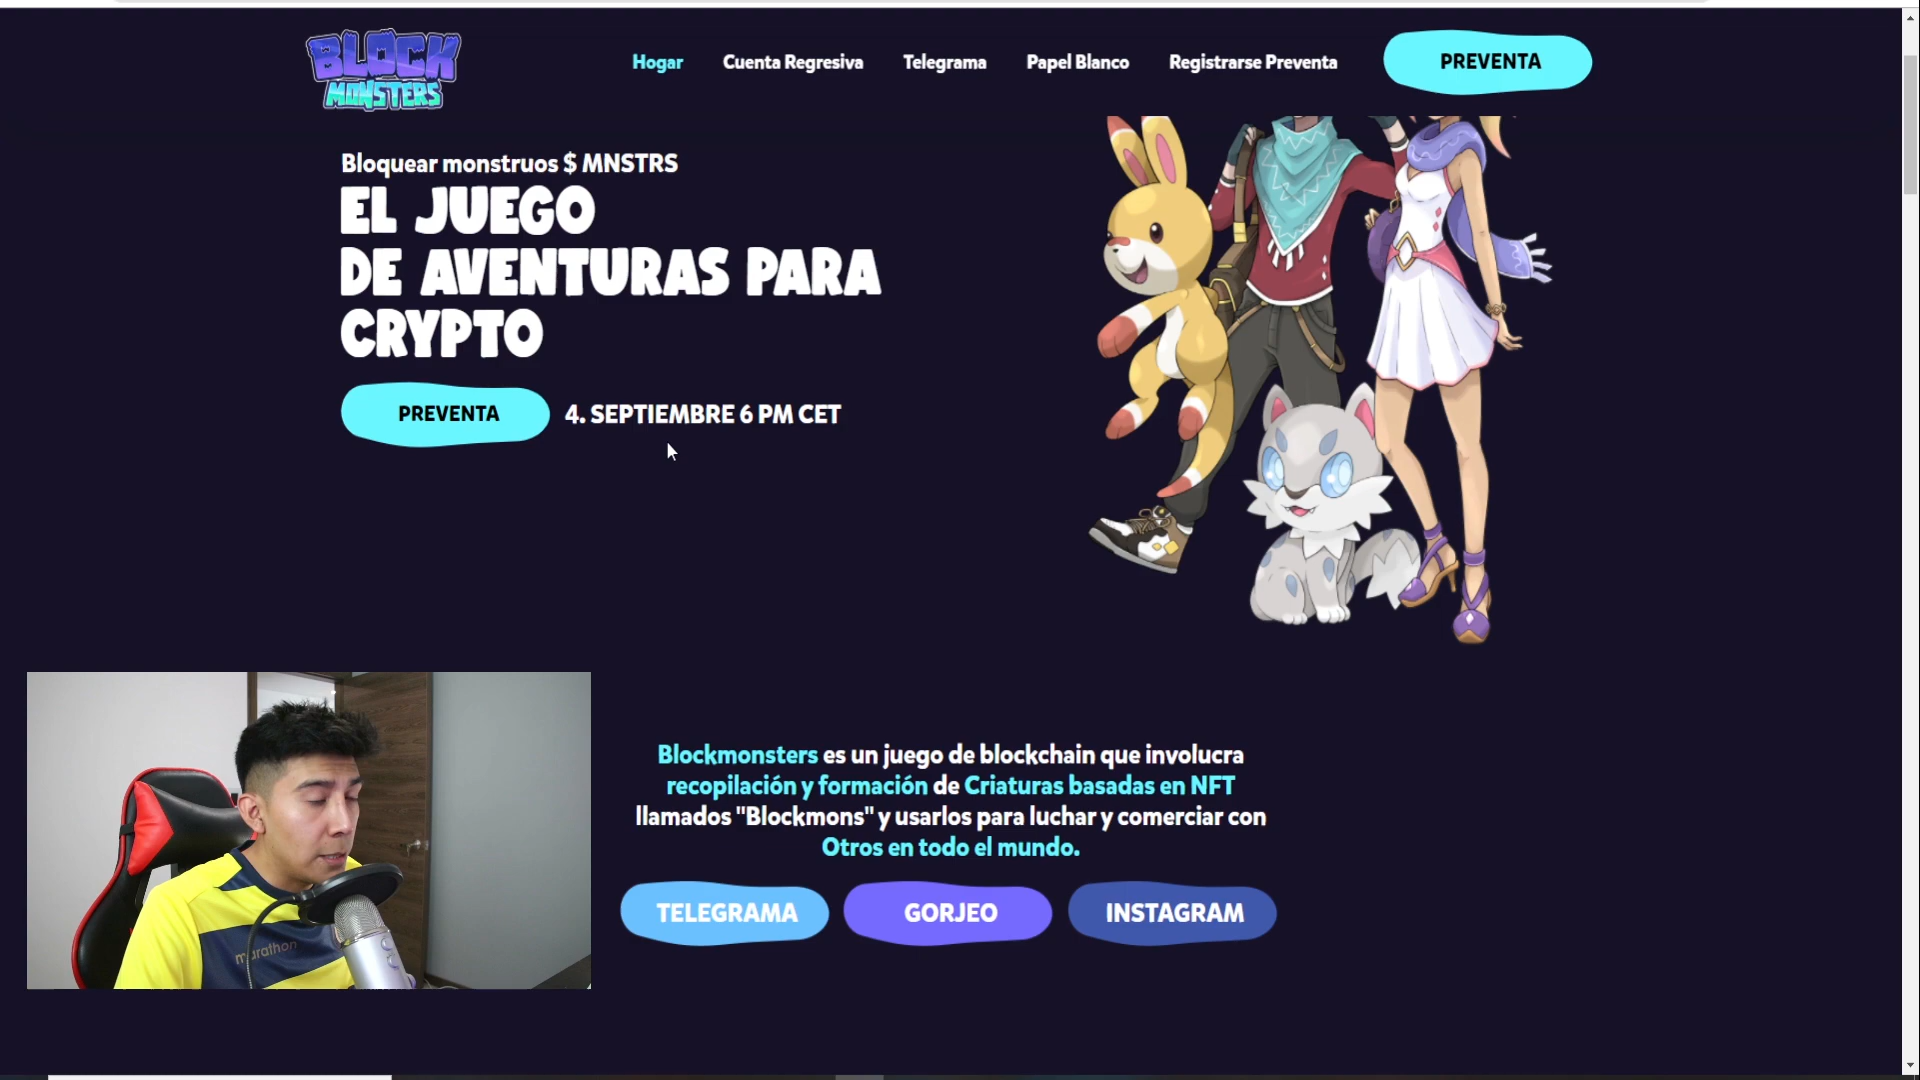 BLOCK
MONSTERS
Hogar Cuenta Regresiva Telegrama Papel Blanco Registrarse Preventa PREVENTA
Bloquear monstruos $ MNSTRS
EL JUEGO
DE AVENTURAS PARA
CRYPTO
PREVENTA 4. SEPTIEMBRE 6 PM CET
Blockmonsters es un juego de blockchain que involucra
recopilación y formación de Criaturas basadas en NFT
llamados "Blockmons" y usarlos para luchar y comerciar con
Otros en todo el mundo.
TELEGRAMA GORJEO INSTAGRAM
marathon